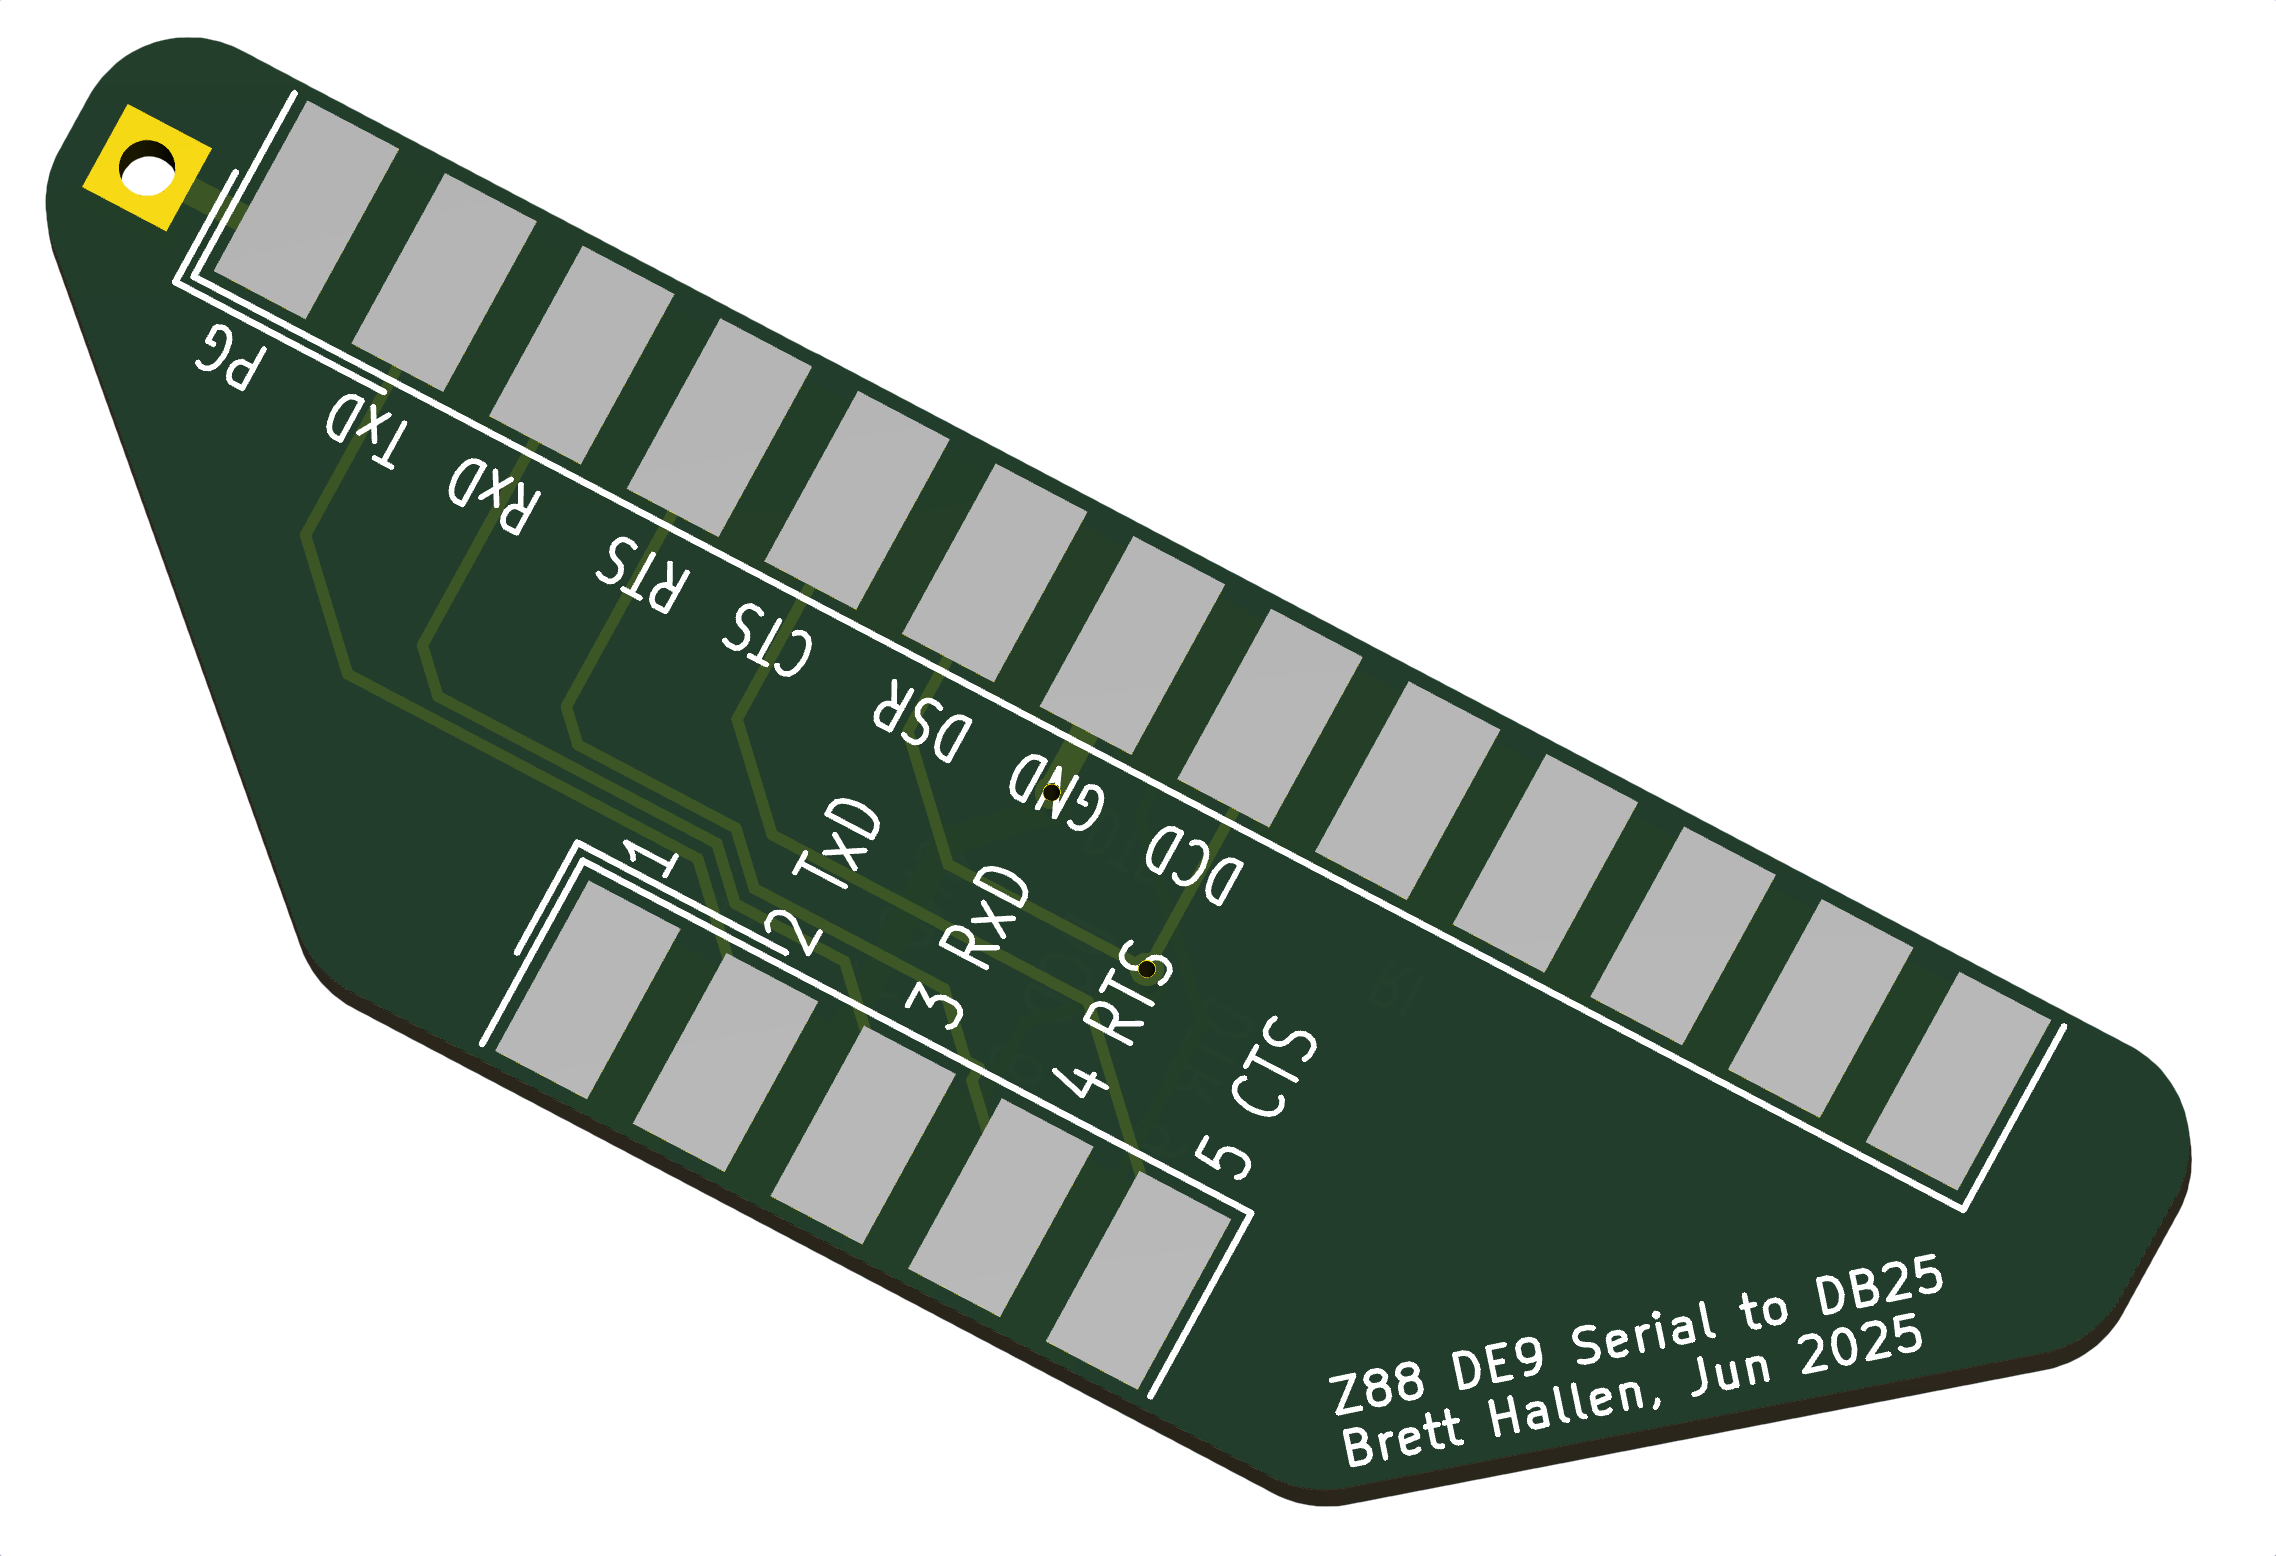 PG
TXD
RXD
RTS
CTS
DSR
GND
DCD
1
2 TXD
3 RXD
4 RTS
5 CTS
Z88 DE9 Serial to DB25
Brett Hallen, Jun 2025